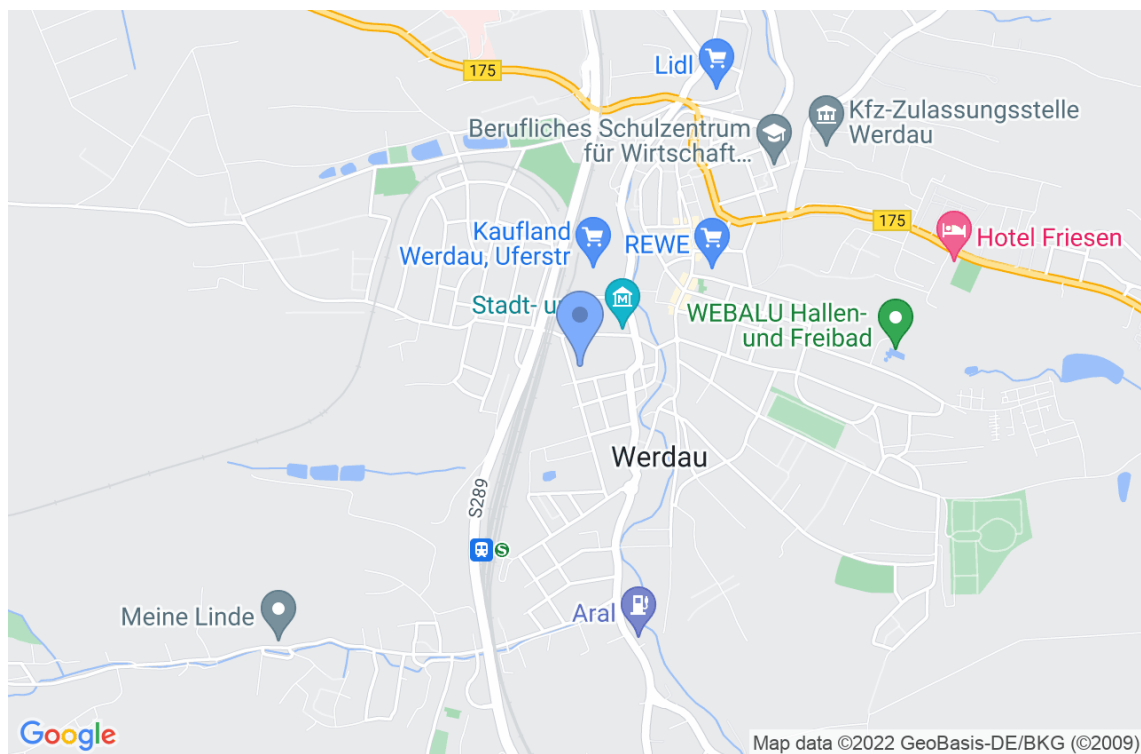 175
Lidl
Kfz-Zulassungsstelle
Werdau
Berufliches Schulzentrum
für Wirtschaft...
175
Kaufland
Werdau, Uferstr
REWE
Hotel Friesen
Stadt- u
M
WEBALU Hallen-
und Freibad
Werdau
S289
S
Meine Linde
Aral
Google
Map data ©2022 GeoBasis-DE/BKG (©2009)